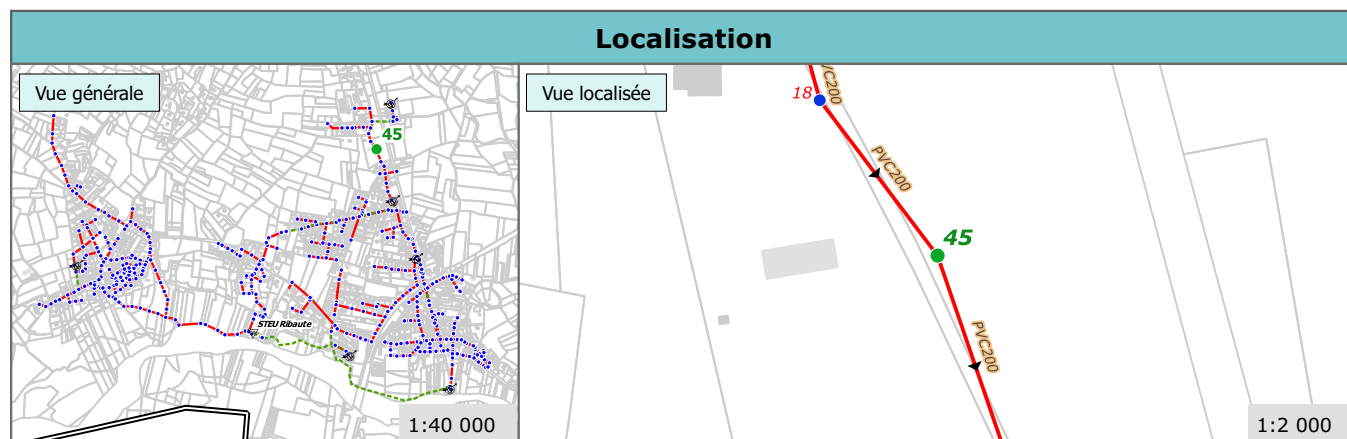 Localisation
Vue générale
45
STEU Ribaute
1:40 000
Vue localisée
VC200
18
PVC200
45
PVC200
1:2 000